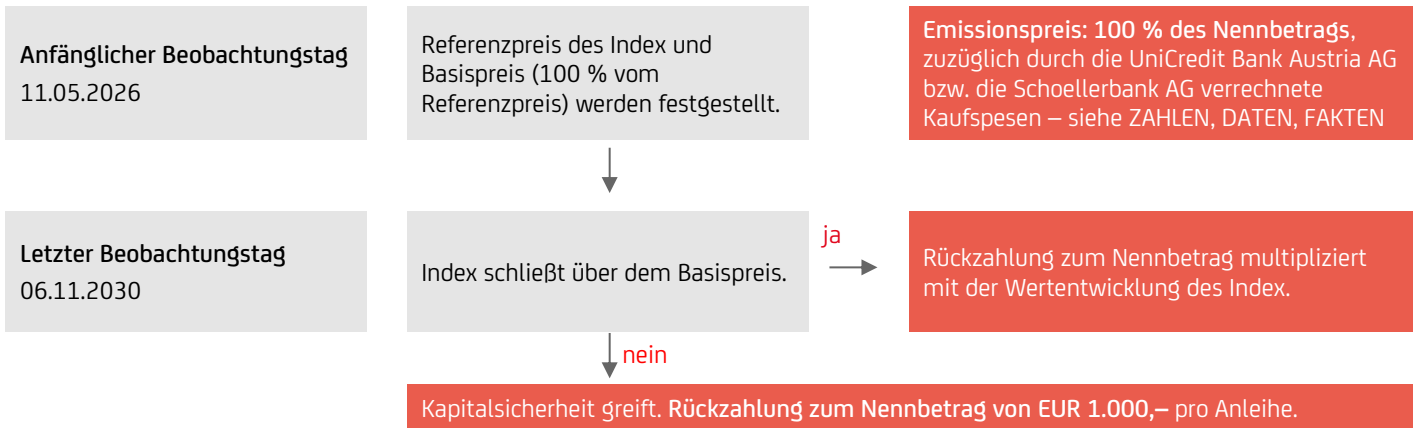 Anfänglicher Beobachtungstag
11.05.2026
Referenzpreis des Index und
Basispreis (100 % vom
Referenzpreis) werden festgestellt.
Emissionspreis: 100 % des Nennbetrags,
zuzüglich durch die UniCredit Bank Austria AG
bzw. die Schoellerbank AG verrechnete
Kaufspesen – siehe ZAHLEN, DATEN, FAKTEN
Letzter Beobachtungstag
06.11.2030
Index schließt über dem Basispreis.
ja
Rückzahlung zum Nennbetrag multipliziert
mit der Wertentwicklung des Index.
nein
Kapitalsicherheit greift. Rückzahlung zum Nennbetrag von EUR 1.000,– pro Anleihe.